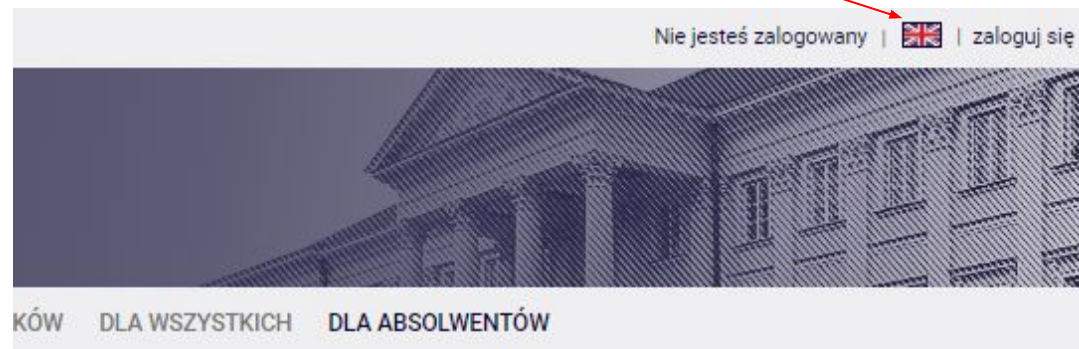 Nie jesteś zalogowany | | zaloguj się
KÓW DLA WSZYSTKICH DLA ABSOLWENTÓW